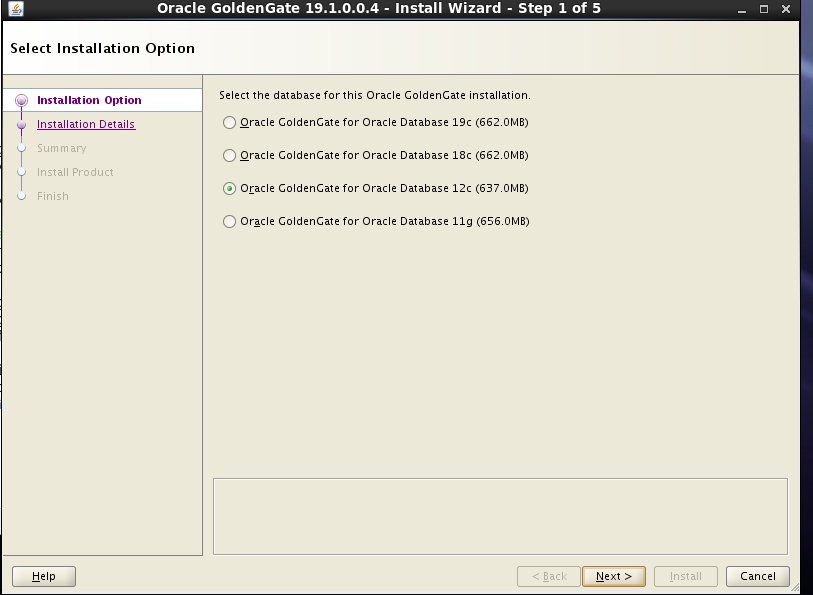 Oracle GoldenGate 19.1.0.0.4 - Install Wizard - Step 1 of 5
Select Installation Option
Installation Option
Installation Details
Summary
Install Product
Finish
Select the database for this Oracle GoldenGate installation.
Oracle GoldenGate for Oracle Database 19c (662.0MB)
Oracle GoldenGate for Oracle Database 18c (662.0MB)
Oracle GoldenGate for Oracle Database 12c (637.0MB)
Oracle GoldenGate for Oracle Database 11g (656.0MB)
Help
< Back
Next >
Install
Cancel